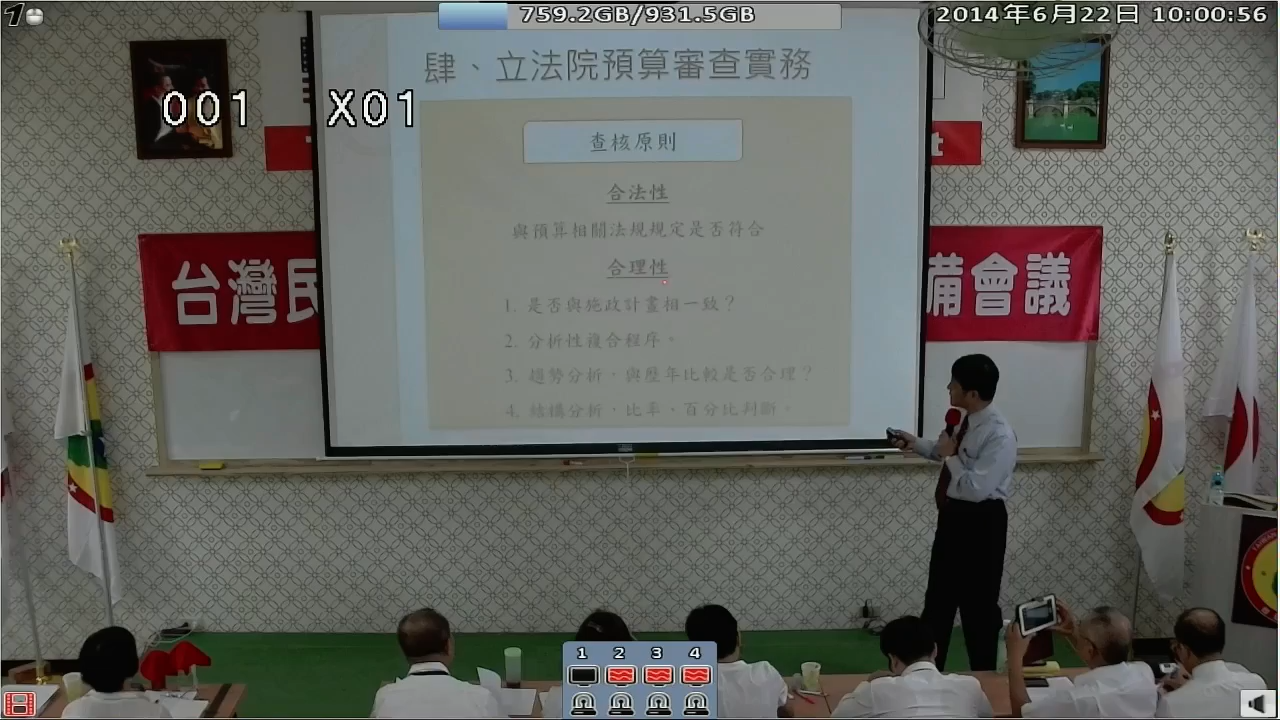 759.2GB/931.5GB
2014年6月22日 10:00:56
1
001 X01
肆、立法院預算審查實務
查核原則
合法性
與預算相關法規規定是否符合
合理性
1. 是否與施政計畫相一致？
2. 分析性複合程序。
3. 趨勢分析，與歷年比較是否合理？
4. 結構分析，比率、百分比判斷。
t
台灣民
備會議
1 2 3 4